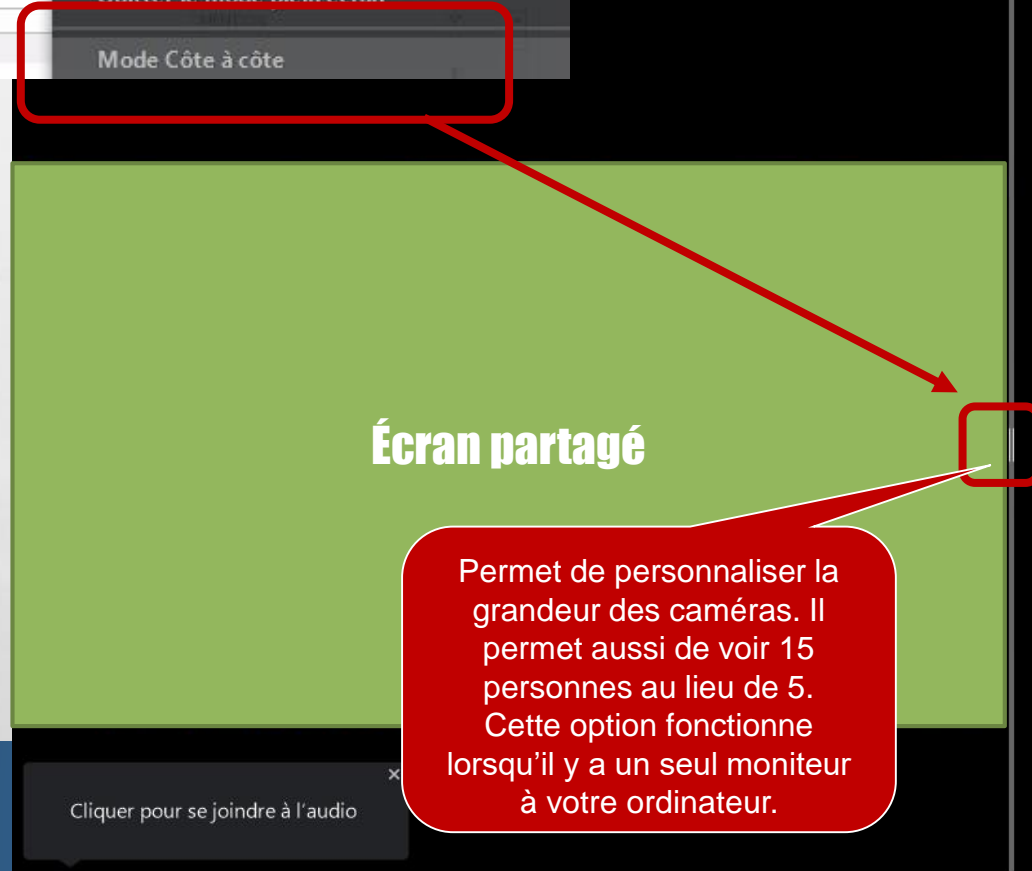 Mode Côte à côte
Écran partagé
Permet de personnaliser la
grandeur des caméras. Il
permet aussi de voir 15
personnes au lieu de 5.
Cette option fonctionne
lorsqu'il y a un seul moniteur
à votre ordinateur.
Cliquer pour se joindre à l'audio